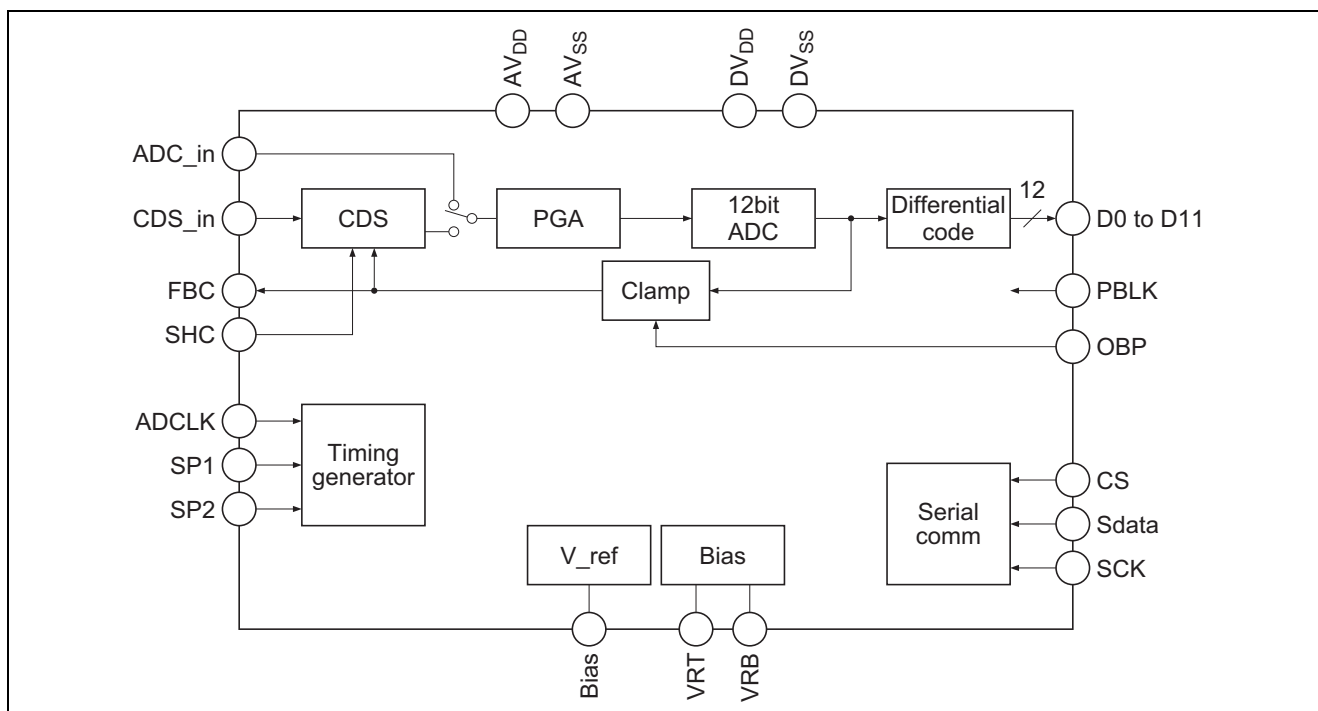 AVDD
AVSS
DVDD
DVSS
ADC_in
CDS_in
CDS
PGA
12bit
ADC
Differential
code
12
D0 to D11
FBC
Clamp
PBLK
SHC
OBP
ADCLK
SP1
SP2
Timing
generator
Serial
comm
CS
Sdata
SCK
V_ref
Bias
Bias
VRT
VRB